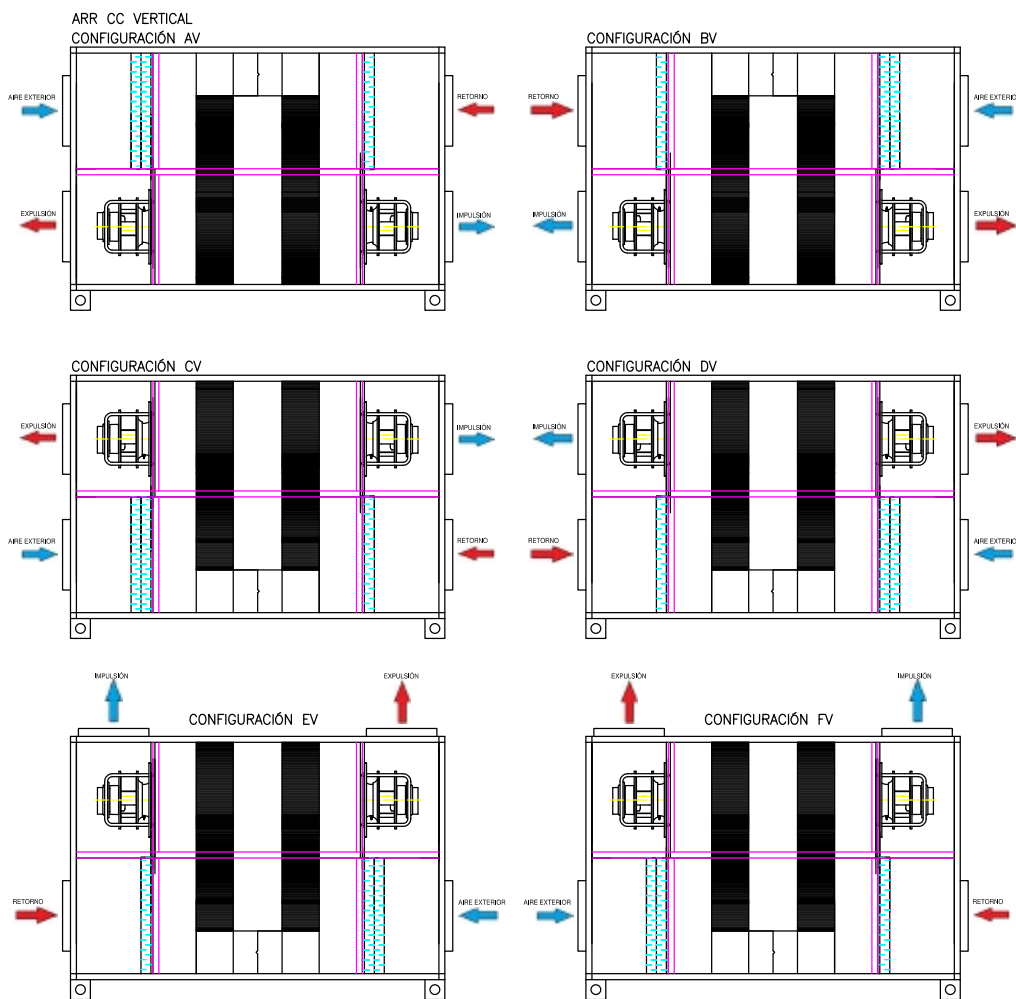 ARR CC VERTICAL
CONFIGURACIÓN AV
AIRE EXTERIOR
RETORNO
EXPULSIÓN
IMPULSIÓN
CONFIGURACIÓN BV
RETORNO
AIRE EXTERIOR
IMPULSIÓN
EXPULSIÓN
CONFIGURACIÓN CV
EXPULSIÓN
IMPULSIÓN
AIRE EXTERIOR
RETORNO
CONFIGURACIÓN DV
IMPULSIÓN
EXPULSIÓN
RETORNO
AIRE EXTERIOR
IMPULSIÓN
EXPULSIÓN
CONFIGURACIÓN EV
RETORNO
AIRE EXTERIOR
EXPULSIÓN
IMPULSIÓN
CONFIGURACIÓN FV
AIRE EXTERIOR
RETORNO